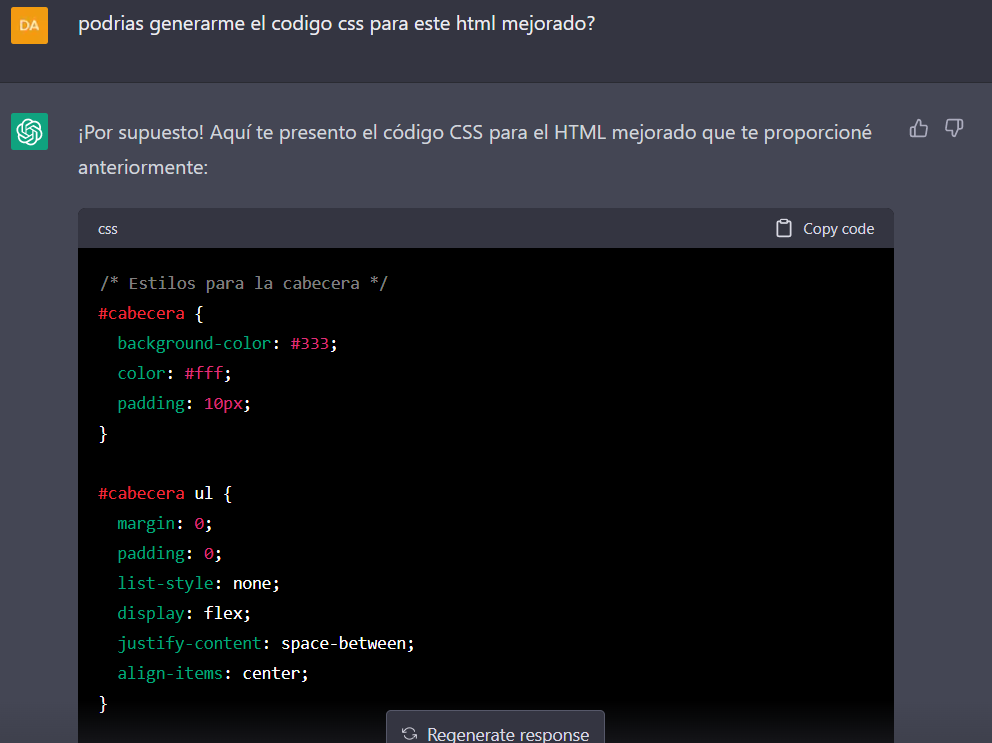 DA
podrias generarme el codigo css para este html mejorado?
¡Por supuesto! Aquí te presento el código CSS para el HTML mejorado que te proporcioné
anteriormente:
css
Copy code
/* Estilos para la cabecera */
#cabecera {
  background-color: #333;
  color: #fff;
  padding: 10px;
}

#cabecera ul {
  margin: 0;
  padding: 0;
  list-style: none;
  display: flex;
  justify-content: space-between;
  align-items: center;
}
Regenerate response